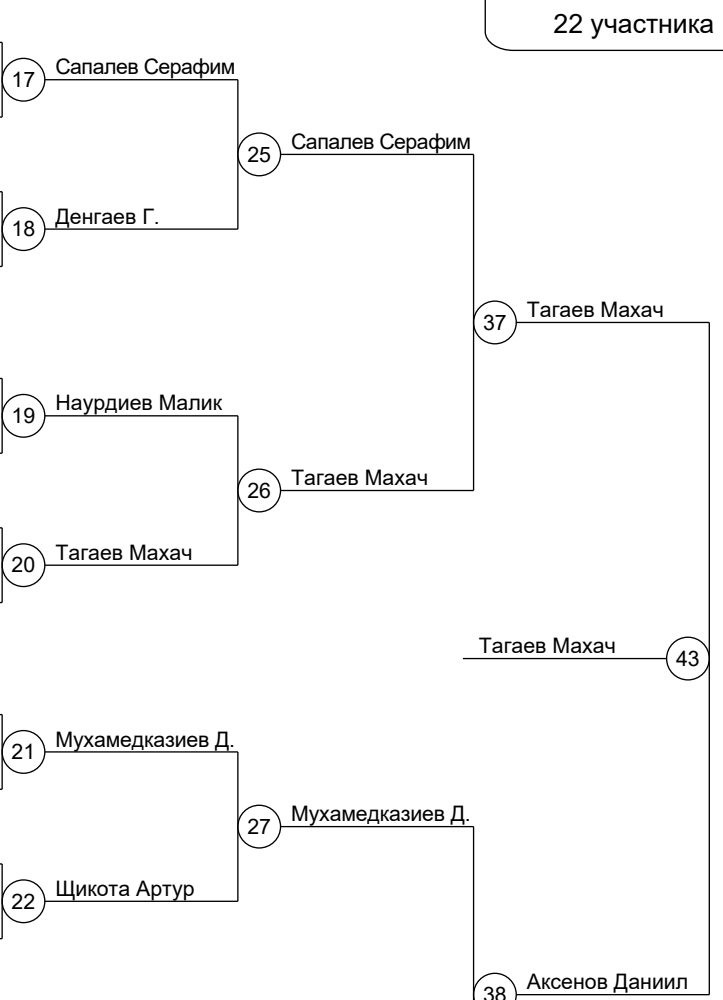 22 участника
17 Сапалев Серафим
25 Сапалев Серафим
18 Денгаев Г.
37 Тагаев Махач
19 Наурдиев Малик
26 Тагаев Махач
20 Тагаев Махач
Тагаев Махач 43
21 Мухамедказиев Д.
27 Мухамедказиев Д.
22 Щикота Артур
38 Аксенов Даниил